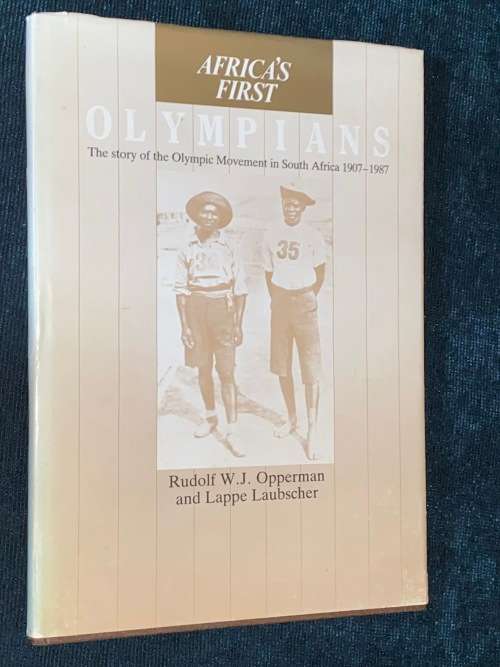 AFRICA'S
FIRST
OLYMPIANS
The story of the Olympic Movement in South Africa 1907–1987
35
Rudolf W.J. Opperman
and Lappe Laubscher